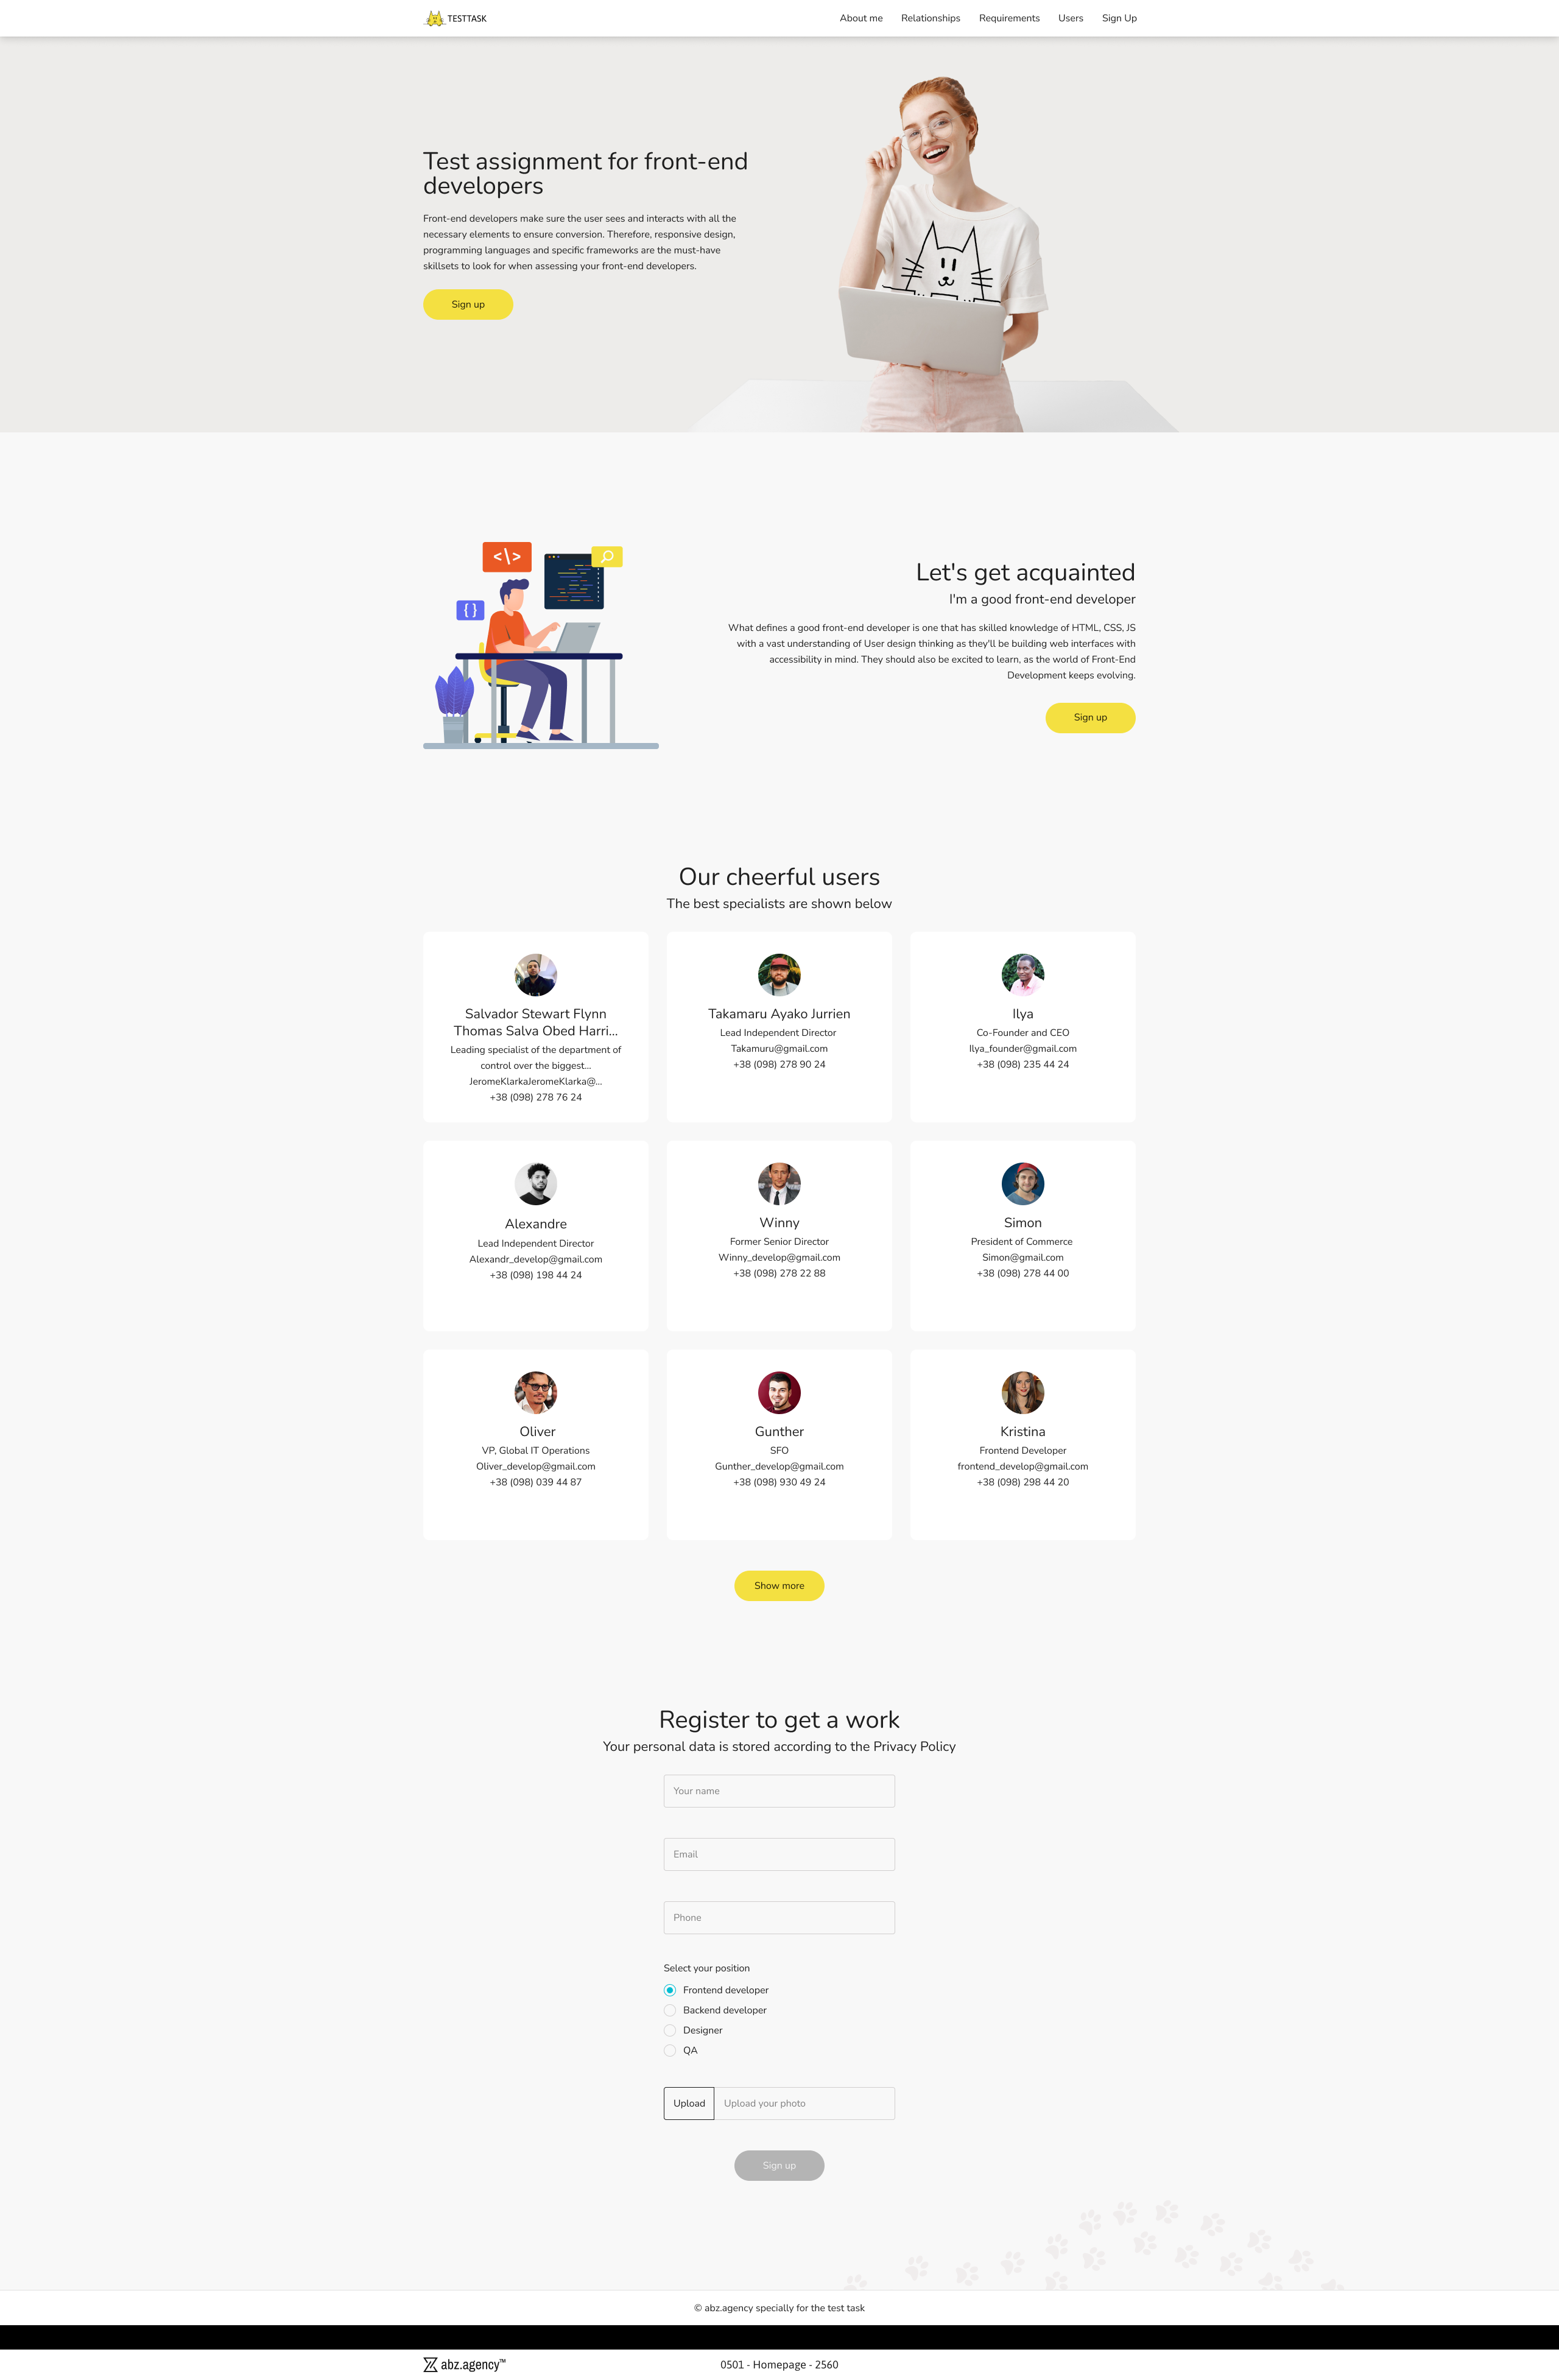 TESTTASK
About me
Relationships
Requirements
Users
Sign Up
Test assignment for front-end
developers
Front-end developers make sure the user sees and interacts with all the
necessary elements to ensure conversion. Therefore, responsive design,
programming languages and specific frameworks are the must-have
skillsets to look for when assessing your front-end developers.
Sign up
</>
{ }
Let's get acquainted
I'm a good front-end developer
What defines a good front-end developer is one that has skilled knowledge of HTML, CSS, JS
with a vast understanding of User design thinking as they'll be building web interfaces with
accessibility in mind. They should also be excited to learn, as the world of Front-End
Development keeps evolving.
Sign up
Our cheerful users
The best specialists are shown below
Salvador Stewart Flynn
Thomas Salva Obed Harri...
Leading specialist of the department of
control over the biggest...
JeromeKlarkaJeromeKlarka@...
+38 (098) 278 76 24
Takamaru Ayako Jurrien
Lead Independent Director
Takamuru@gmail.com
+38 (098) 278 90 24
Ilya
Co-Founder and CEO
Ilya_founder@gmail.com
+38 (098) 235 44 24
Alexandre
Lead Independent Director
Alexandr_develop@gmail.com
+38 (098) 198 44 24
Winny
Former Senior Director
Winny_develop@gmail.com
+38 (098) 278 22 88
Simon
President of Commerce
Simon@gmail.com
+38 (098) 278 44 00
Oliver
VP, Global IT Operations
Oliver_develop@gmail.com
+38 (098) 039 44 87
Gunther
SFO
Gunther_develop@gmail.com
+38 (098) 930 49 24
Kristina
Frontend Developer
frontend_develop@gmail.com
+38 (098) 298 44 20
Show more
Register to get a work
Your personal data is stored according to the Privacy Policy
Your name
Email
Phone
Select your position
Frontend developer
Backend developer
Designer
QA
Upload
Upload your photo
Sign up
© abz.agency specially for the test task
abz.agency™
0501 - Homepage - 2560